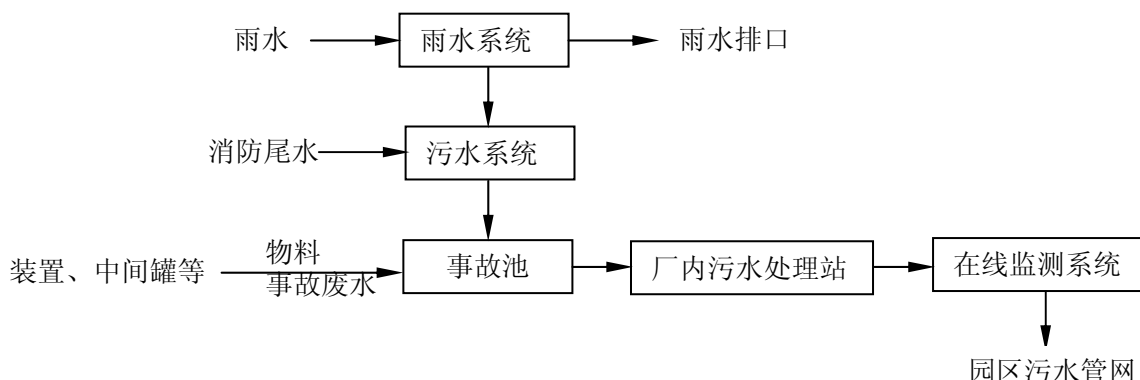 雨水
雨水系统
雨水排口
消防尾水
污水系统
物料
装置、中间罐等
事故废水
事故池
厂内污水处理站
在线监测系统
园区污水管网